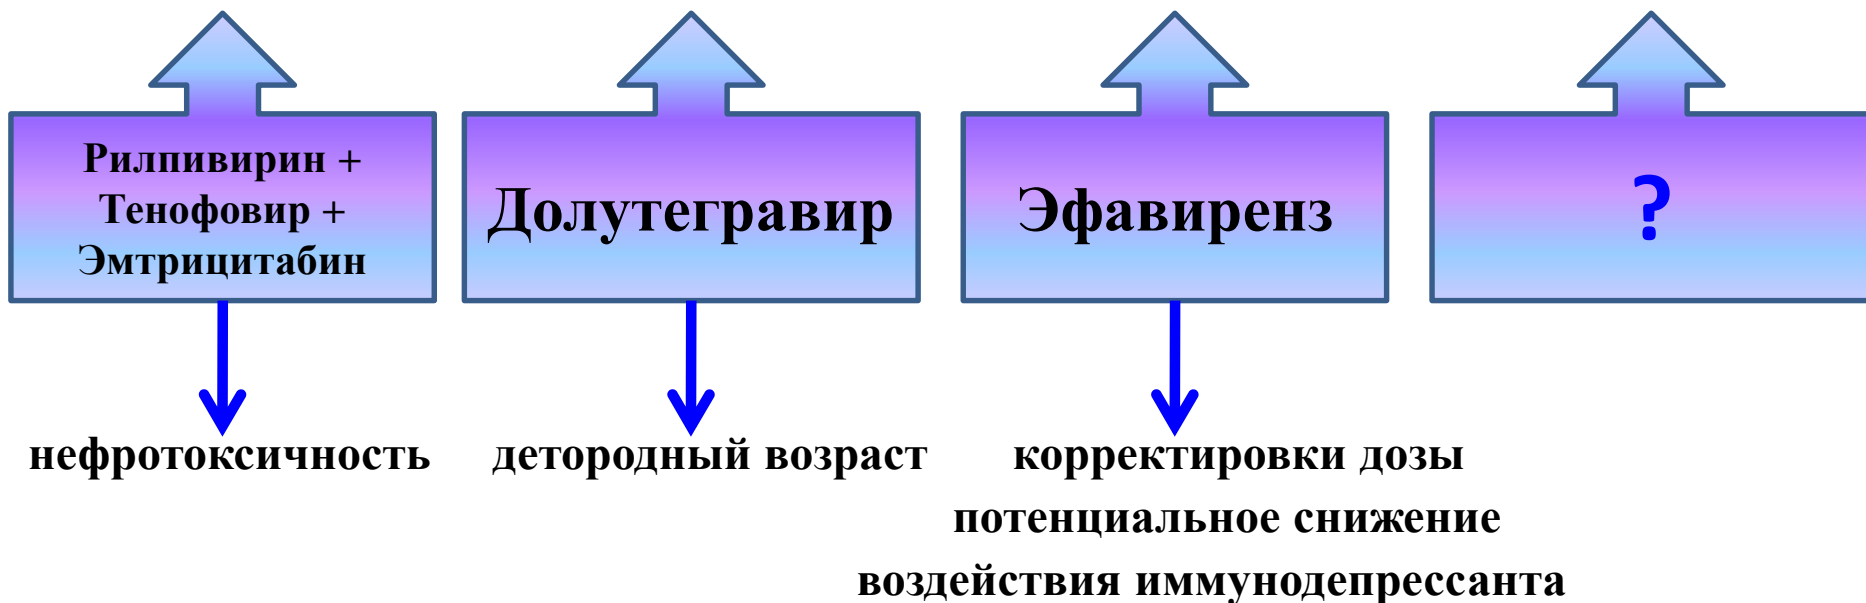 Рилпивирин +
Тенофовир +
Эмтрицитабин
Долутегравир
Эфавиренз
?
нефротоксичность
детородный возраст
корректировки дозы
потенциальное снижение
воздействия иммунодепрессанта